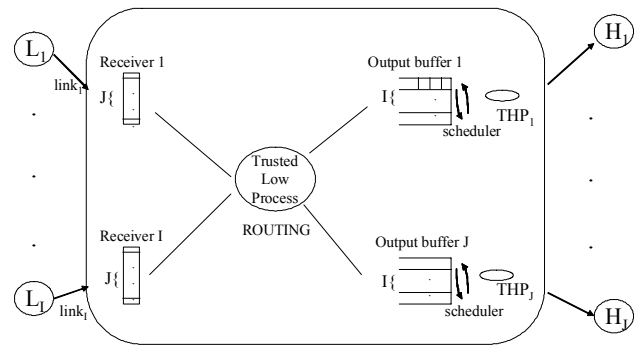 L1
link1
Receiver 1
J{
Output buffer 1
I{
scheduler
THP1
H1
Trusted
Low
Process
ROUTING
Receiver I
J{
LI
linkI
Output buffer J
I{
scheduler
THPJ
HJ